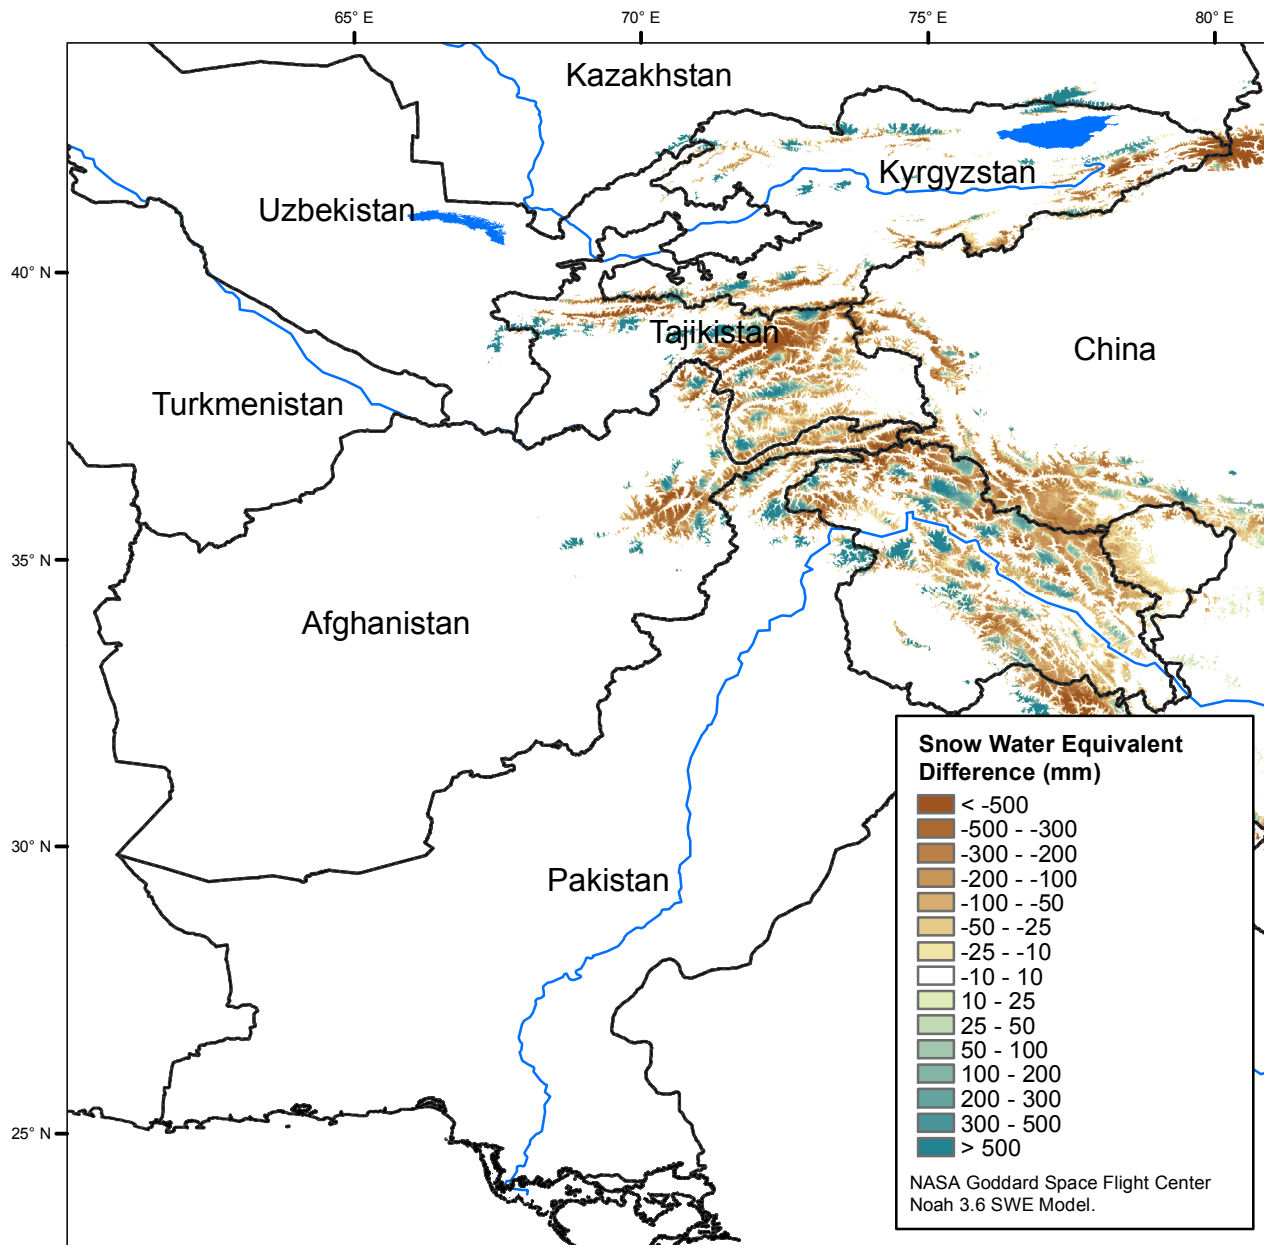 65° E
70° E
75° E
80° E
Kazakhstan
Kyrgyzstan
Uzbekistan
40° N
Tajikistan
China
Turkmenistan
35° N
Afghanistan
30° N
Pakistan
25° N
Snow Water Equivalent
Difference (mm)
< -500
-500 - -300
-300 - -200
-200 - -100
-100 - -50
-50 - -25
-25 - -10
-10 - 10
10 - 25
25 - 50
50 - 100
100 - 200
200 - 300
300 - 500
> 500
NASA Goddard Space Flight Center
Noah 3.6 SWE Model.